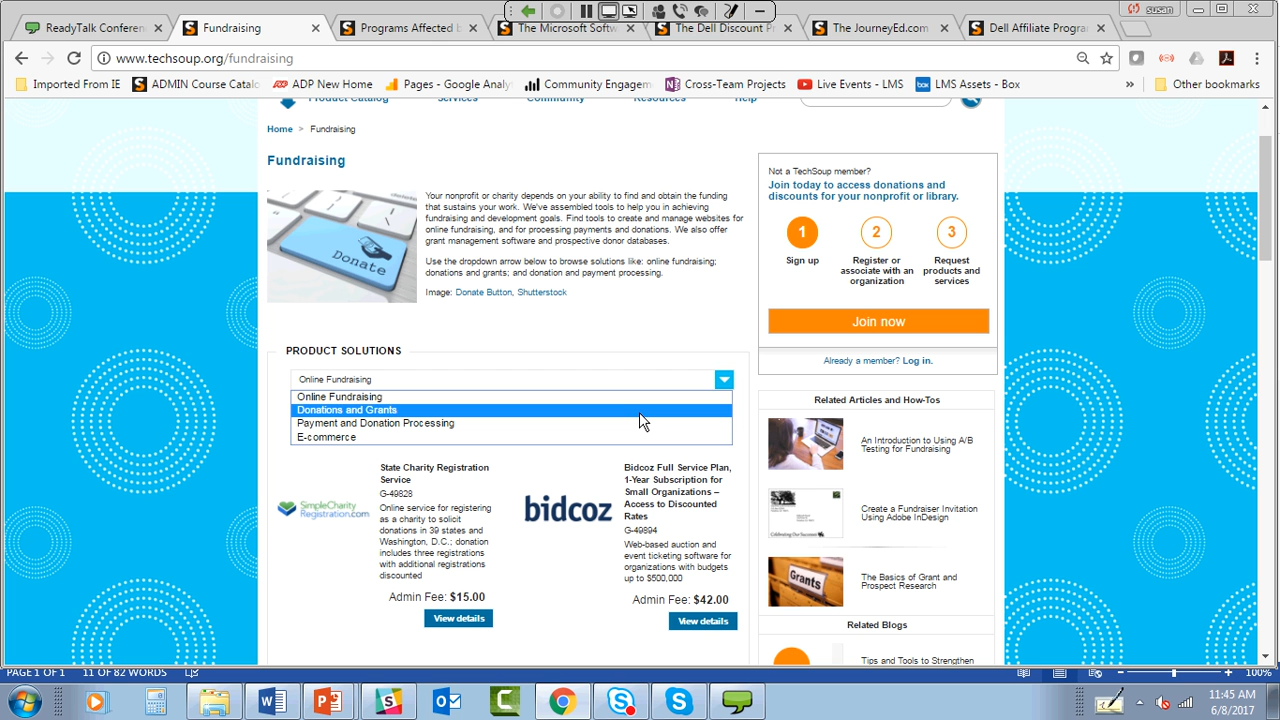 susan
ReadyTalk Conferen
Fundraising
Programs Affected b
The Microsoft Softw
The Dell Discount P
The JourneyEd.com
Dell Affiliate Progra
www.techsoup.org/fundraising
Imported From IE
ADMIN Course Catalo
ADP New Home
Pages - Google Analy
Community Engagem
Cross-Team Projects
Live Events - LMS
LMS Assets - Box
»
Other bookmarks
Product Catalog
Services
Community
Resources
Help
Home > Fundraising
Fundraising
Donate
Your nonprofit or charity depends on your ability to find and obtain the funding
that sustains your work. We've assembled tools to help you in achieving
fundraising and development goals. Find tools to create and manage websites for
online fundraising, and for processing payments and donations. We also offer
grant management software and prospective donor databases.
Use the dropdown arrow below to browse solutions like: online fundraising;
donations and grants; and donation and payment processing.
Image: Donate Button, Shutterstock
Not a TechSoup member?
Join today to access donations and
discounts for your nonprofit or library.
1
2
3
Sign up
Register or
associate with an
organization
Request
products and
services
Join now
Already a member? Log in.
PRODUCT SOLUTIONS
Online Fundraising
Online Fundraising
Donations and Grants
Payment and Donation Processing
E-commerce
SimpleCharity
Registration.com
State Charity Registration
Service
G-49828
Online service for registering
as a charity to solicit
donations in 39 states and
Washington, D.C.; donation
includes three registrations
with additional registrations
discounted
Admin Fee: $15.00
View details
bidcoz
Bidcoz Full Service Plan,
1-Year Subscription for
Small Organizations –
Access to Discounted
Rates
G-49894
Web-based auction and
event ticketing software for
organizations with budgets
up to $500,000
Admin Fee: $42.00
View details
Related Articles and How-Tos
An Introduction to Using A/B
Testing for Fundraising
Create a Fundraiser Invitation
Using Adobe InDesign
Grants
The Basics of Grant and
Prospect Research
Related Blogs
Tips and Tools to Strengthen
PAGE 1 OF 1
11 OF 82 WORDS
100%
11:45 AM
6/8/2017